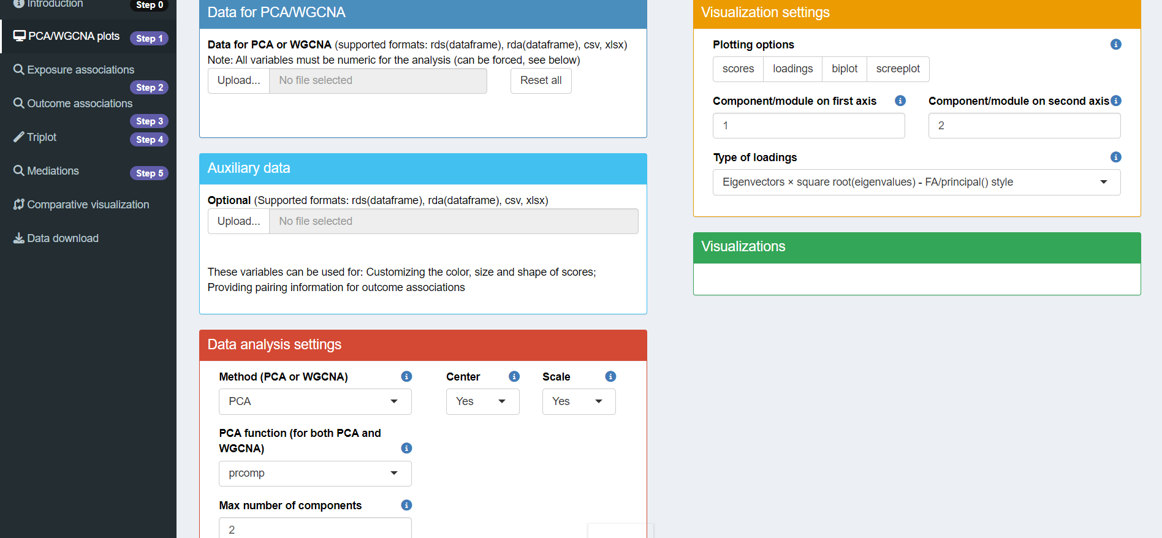 Introduction
Step 0
PCA/WGCNA plots
Step 1
Exposure associations
Step 2
Outcome associations
Step 3
Triplot
Step 4
Mediations
Step 5
Comparative visualization
Data download
Data for PCA/WGCNA
Data for PCA or WGCNA (supported formats: rds(dataframe), rda(dataframe), csv, xlsx)
Note: All variables must be numeric for the analysis (can be forced, see below)
Upload... No file selected
Reset all
Auxiliary data
Optional (Supported formats: rds(dataframe), rda(dataframe), csv, xlsx)
Upload... No file selected
These variables can be used for: Customizing the color, size and shape of scores;
Providing pairing information for outcome associations
Data analysis settings
Method (PCA or WGCNA)
PCA
Center
Yes
Scale
Yes
PCA function (for both PCA and
WGCNA)
prcomp
Max number of components
2
Visualization settings
Plotting options
scores loadings biplot screeplot
Component/module on first axis
1
Component/module on second axis
2
Type of loadings
Eigenvectors × square root(eigenvalues) - FA/principal() style
Visualizations